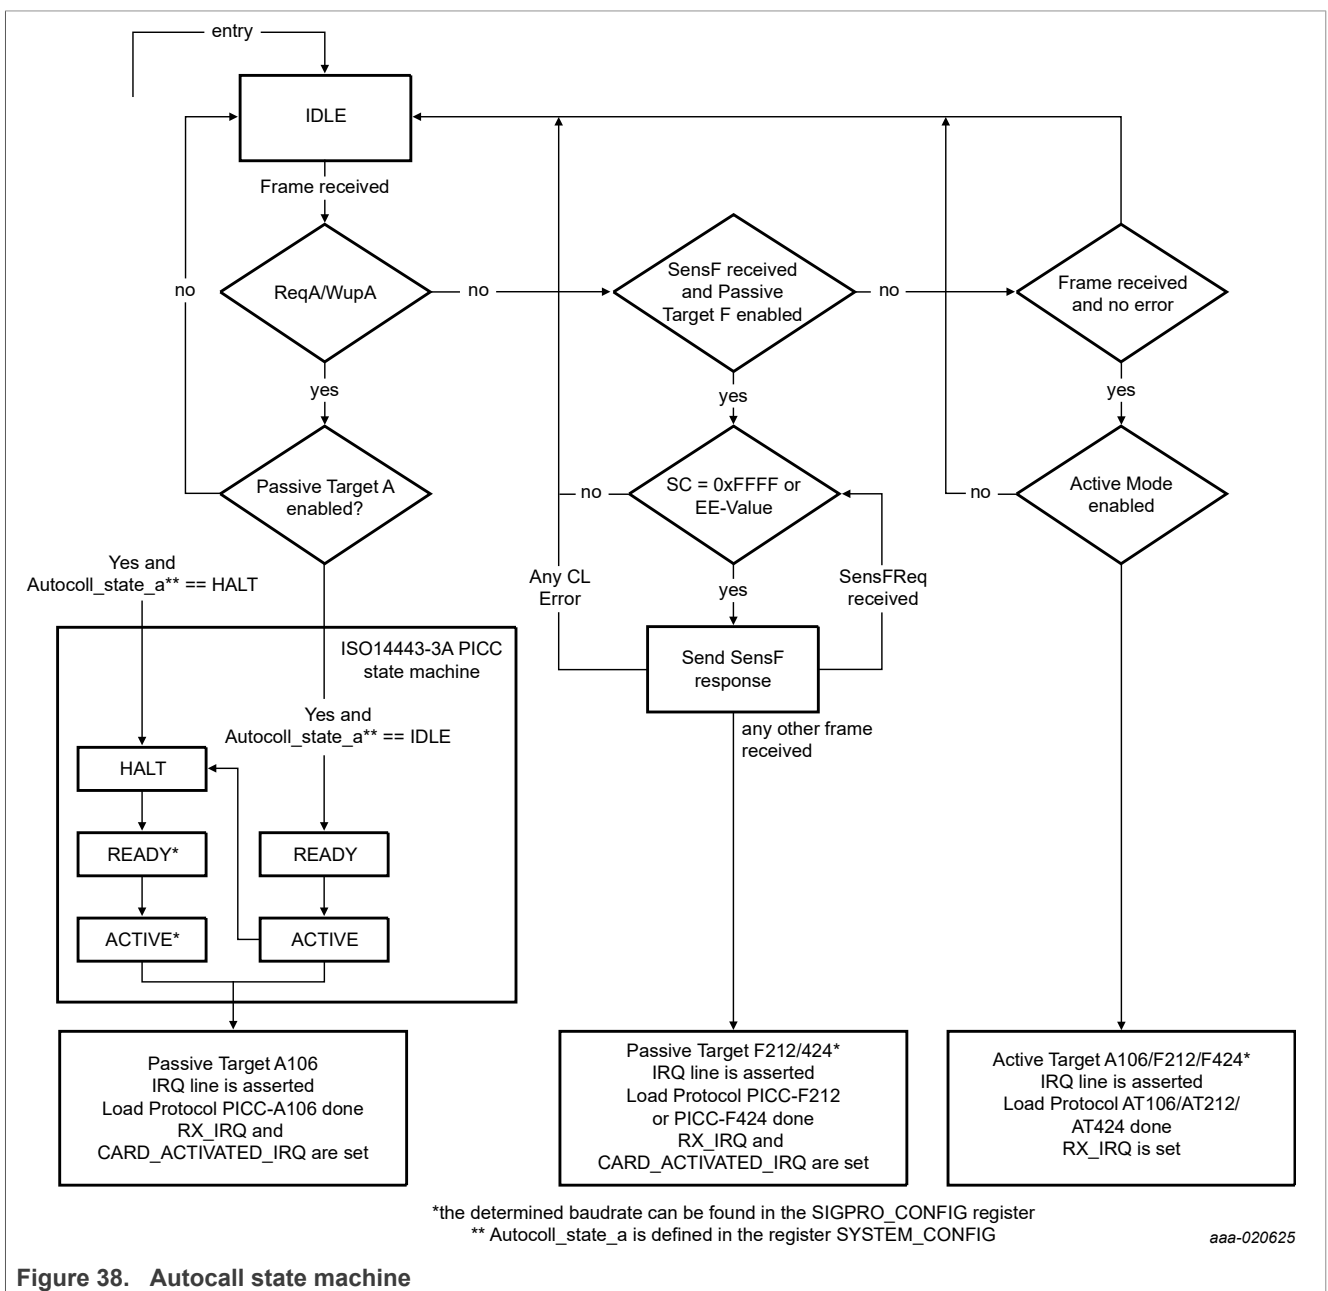 entry
IDLE
Frame received
ReqA/WupA
no
SensF received
and Passive
Target F enabled
no
Frame received
and no error
no
yes
yes
yes
Passive Target A
enabled?
no
SC = 0xFFFF or
EE-Value
no
Active Mode
enabled
Yes and
Autocoll_state_a** == HALT
Any CL
Error
yes
SensFReq
received
ISO14443-3A PICC
state machine
Send SensF
response
Yes and
Autocoll_state_a** == IDLE
any other frame
received
HALT
READY*
READY
ACTIVE*
ACTIVE
Passive Target A106
IRQ line is asserted
Load Protocol PICC-A106 done
RX_IRQ and
CARD_ACTIVATED_IRQ are set
Passive Target F212/424*
IRQ line is asserted
Load Protocol PICC-F212
or PICC-F424 done
RX_IRQ and
CARD_ACTIVATED_IRQ are set
Active Target A106/F212/F424*
IRQ line is asserted
Load Protocol AT106/AT212/
AT424 done
RX_IRQ is set
*the determined baudrate can be found in the SIGPRO_CONFIG register
** Autocoll_state_a is defined in the register SYSTEM_CONFIG
aaa-020625
Figure 38. Autocall state machine